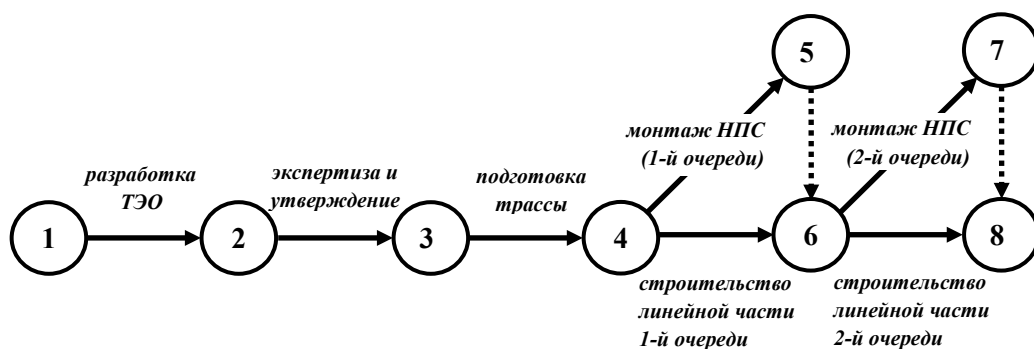 5
7
монтаж НПС
(1-й очереди)
монтаж НПС
(2-й очереди)
разработка
ТЭО
экспертиза и
утверждение
подготовка
трассы
1
2
3
4
6
8
строительство
линейной части
1-й очереди
строительство
линейной части
2-й очереди